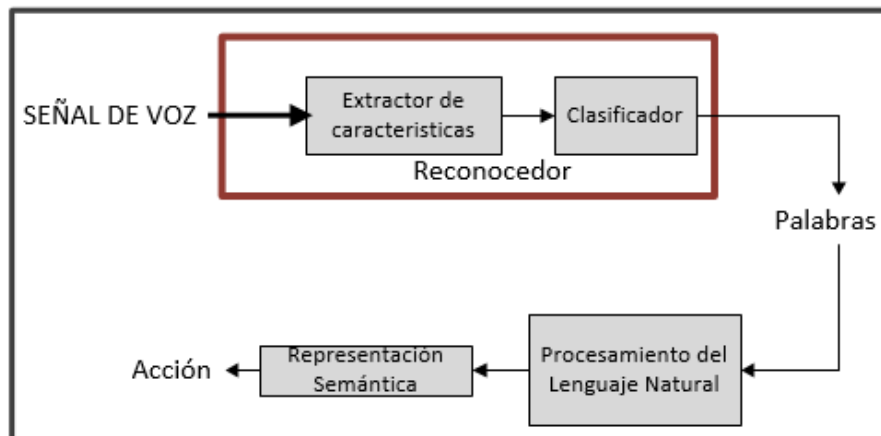 SEÑAL DE VOZ
Extractor de
caracteristicas
Clasificador
Reconocedor
Palabras
Procesamiento del
Lenguaje Natural
Representación
Semántica
Acción